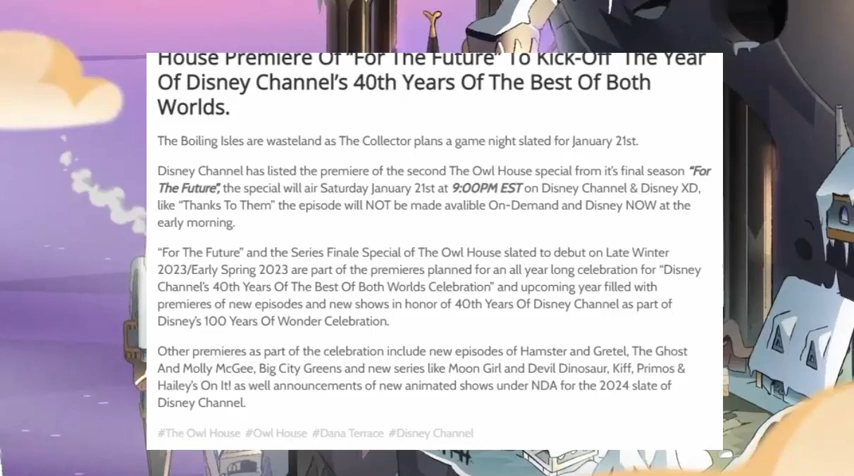 House Premiere Of “For The Future” To Kick-Off The Year
Of Disney Channel’s 40th Years Of The Best Of Both
Worlds.
The Boiling Isles are wasteland as The Collector plans a game night slated for January 21st.
Disney Channel has listed the premiere of the second The Owl House special from it’s final season “For
The Future”, the special will air Saturday January 21st at 9:00PM EST on Disney Channel & Disney XD,
like “Thanks To Them” the episode will NOT be made avalible On-Demand and Disney NOW at the
early morning.
“For The Future” and the Series Finale Special of The Owl House slated to debut on Late Winter
2023/Early Spring 2023 are part of the premieres planned for an all year long celebration for “Disney
Channel’s 40th Years Of The Best Of Both Worlds Celebration” and upcoming year filled with
premieres of new episodes and new shows in honor of 40th Years Of Disney Channel as part of
Disney’s 100 Years Of Wonder Celebration.
Other premieres as part of the celebration include new episodes of Hamster and Gretel, The Ghost
And Molly McGee, Big City Greens and new series like Moon Girl and Devil Dinosaur, Kiff, Primos &
Hailey’s On It! as well announcements of new animated shows under NDA for the 2024 slate of
Disney Channel.
#The Owl House #Owl House #Dana Terrace #Disney Channel